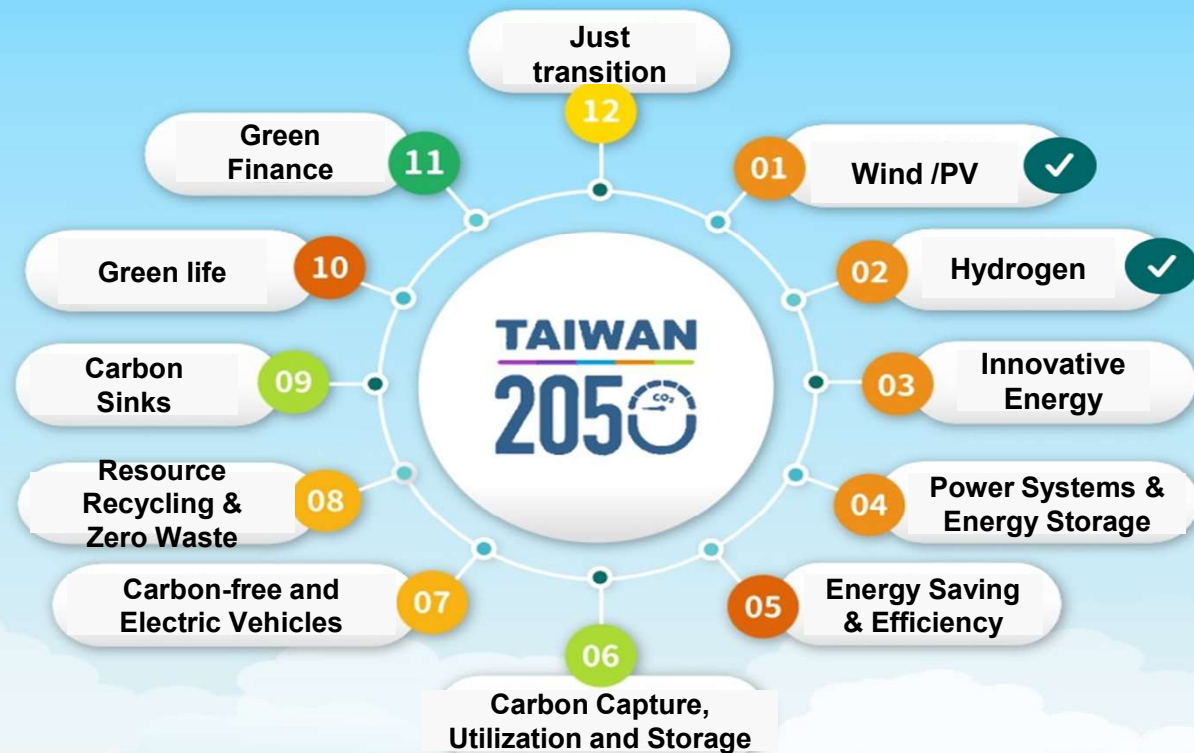 Just
transition
12
01
Wind /PV
02
Hydrogen
03
Innovative
Energy
04
Power Systems &
Energy Storage
05
Energy Saving
& Efficiency
06
Carbon Capture,
Utilization and Storage
07
Carbon-free and
Electric Vehicles
08
Resource
Recycling &
Zero Waste
09
Carbon
Sinks
10
Green life
11
Green
Finance
TAIWAN
2050
CO₂